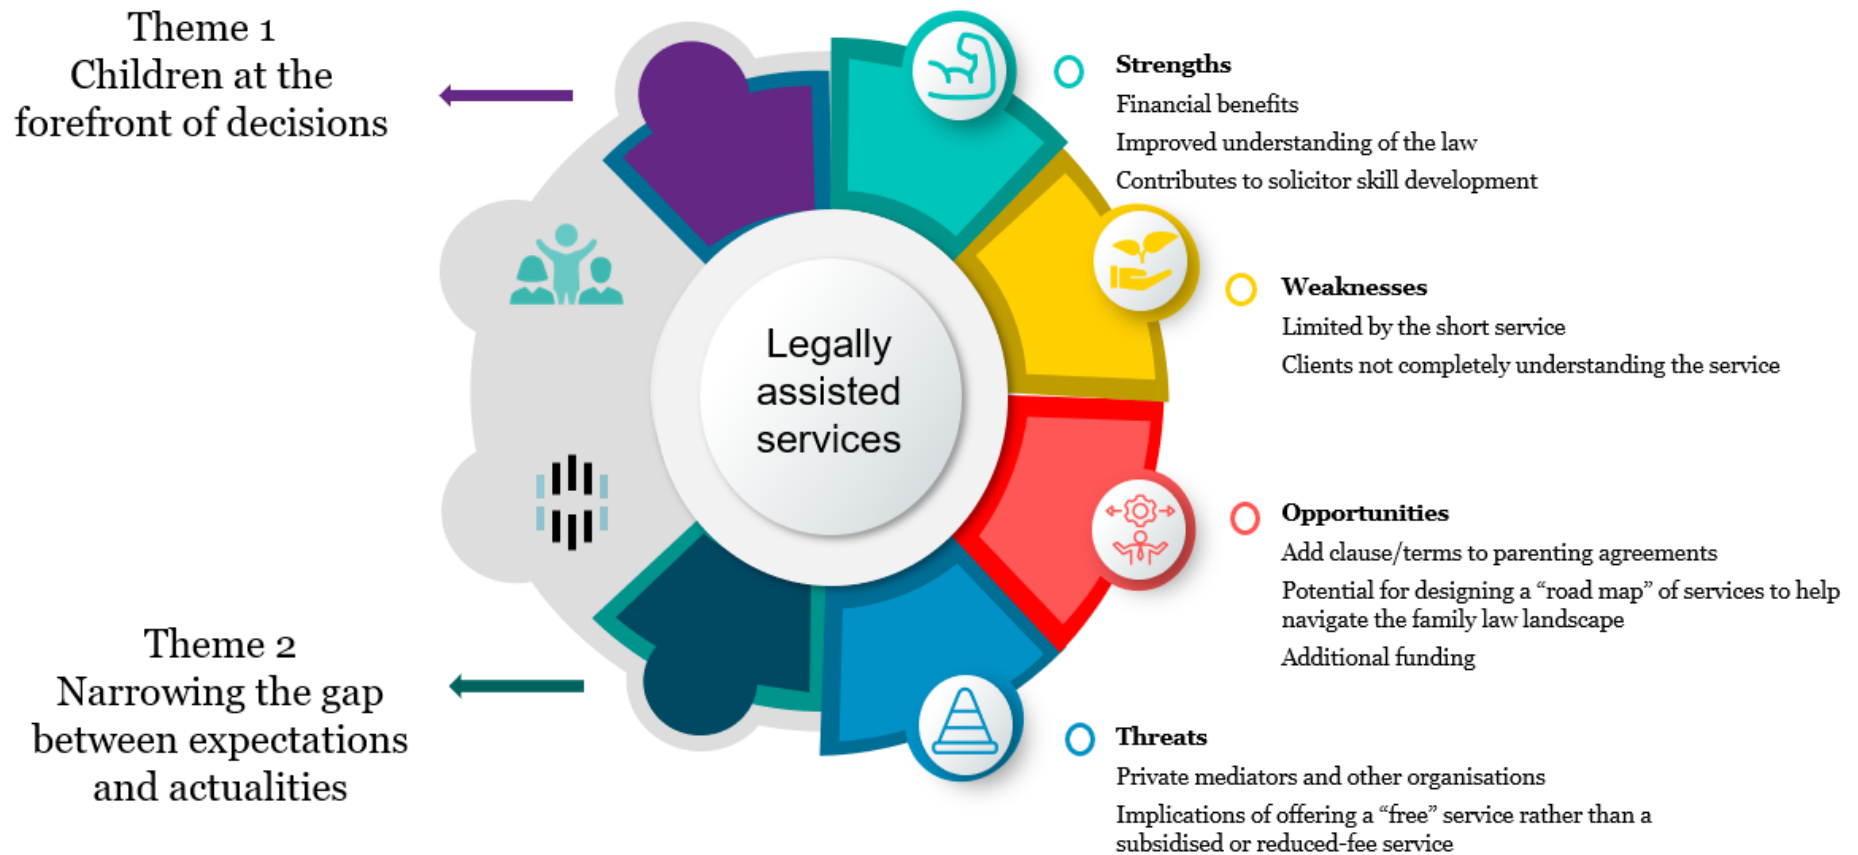 Theme 1
Children at the
forefront of decisions
Legally
assisted
services
Theme 2
Narrowing the gap
between expectations
and actualities
Strengths
Financial benefits
Improved understanding of the law
Contributes to solicitor skill development
Weaknesses
Limited by the short service
Clients not completely understanding the service
Opportunities
Add clause/terms to parenting agreements
Potential for designing a “road map” of services to help
navigate the family law landscape
Additional funding
Threats
Private mediators and other organisations
Implications of offering a “free” service rather than a
subsidised or reduced-fee service